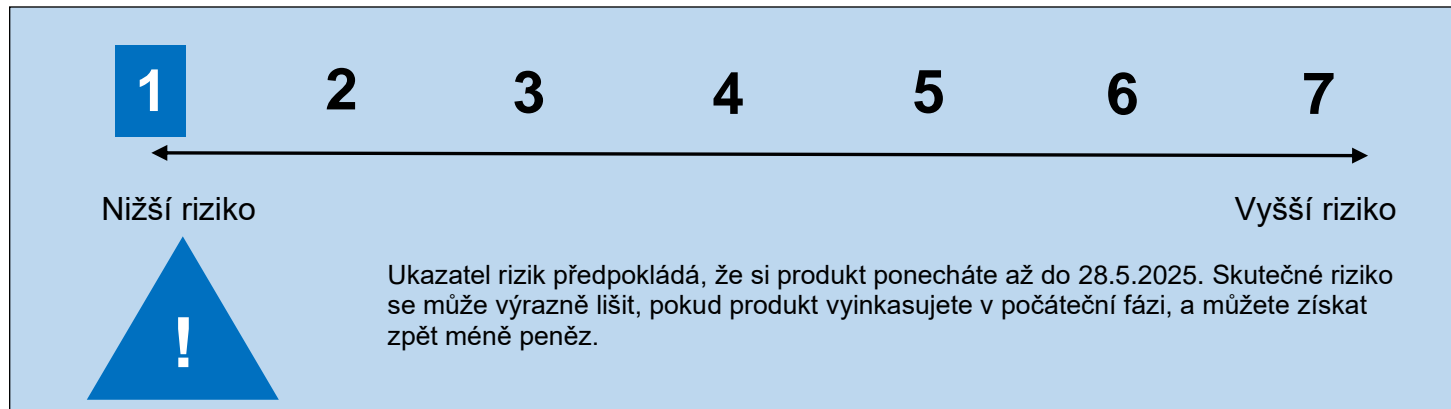 1 2 3 4 5 6 7
Nižší riziko Vyšší riziko
Ukazatel rizik předpokládá, že si produkt ponecháte až do 28.5.2025. Skutečné riziko
se může výrazně lišit, pokud produkt vyinkasujete v počáteční fázi, a můžete získat
zpět méně peněz.
!